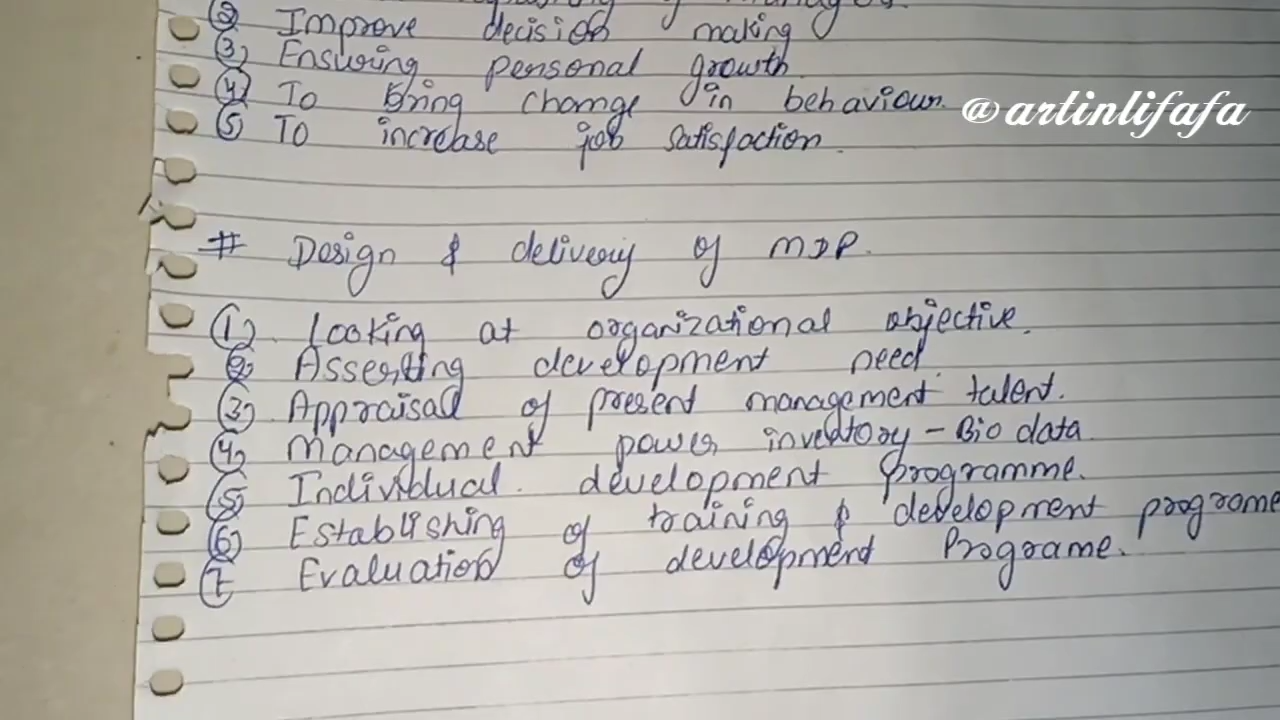 ② Improve decision making
③ Ensuring personal growth
④ To bring change in behaviour.
@artinlifafa
⑤ To increase job satisfaction.
# Design & delivery of MDP.
① Looking at organizational objective.
② Assesting development need.
③ Appraisal of present management talent.
④ Management power inventory - Bio data
⑤ Individual development programme.
⑥ Establishing of training & development programe
⑦ Evaluation of development Programe.